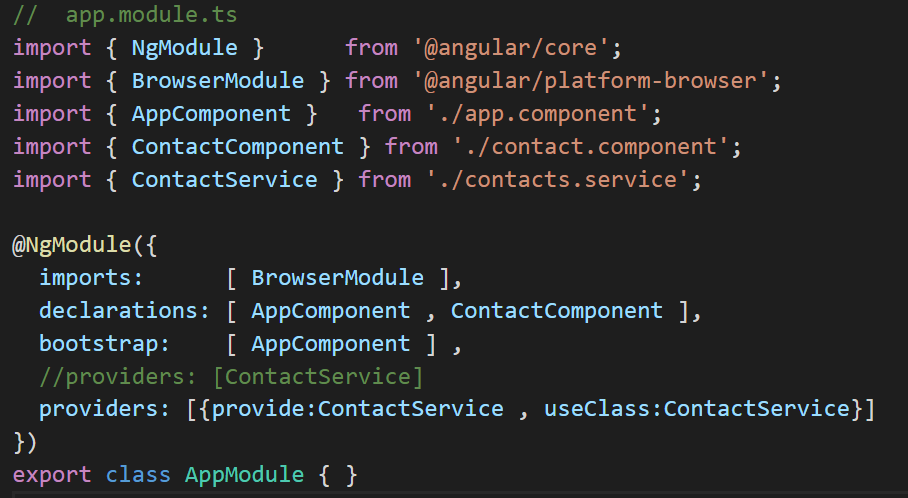 //  app.module.ts
import { NgModule }      from '@angular/core';
import { BrowserModule } from '@angular/platform-browser';
import { AppComponent }   from './app.component';
import { ContactComponent } from './contact.component';
import { ContactService } from './contacts.service';

@NgModule({
  imports:      [ BrowserModule ],
  declarations: [ AppComponent , ContactComponent ],
  bootstrap:    [ AppComponent ] ,
  //providers: [ContactService]
  providers: [{provide:ContactService , useClass:ContactService}]
})
export class AppModule { }